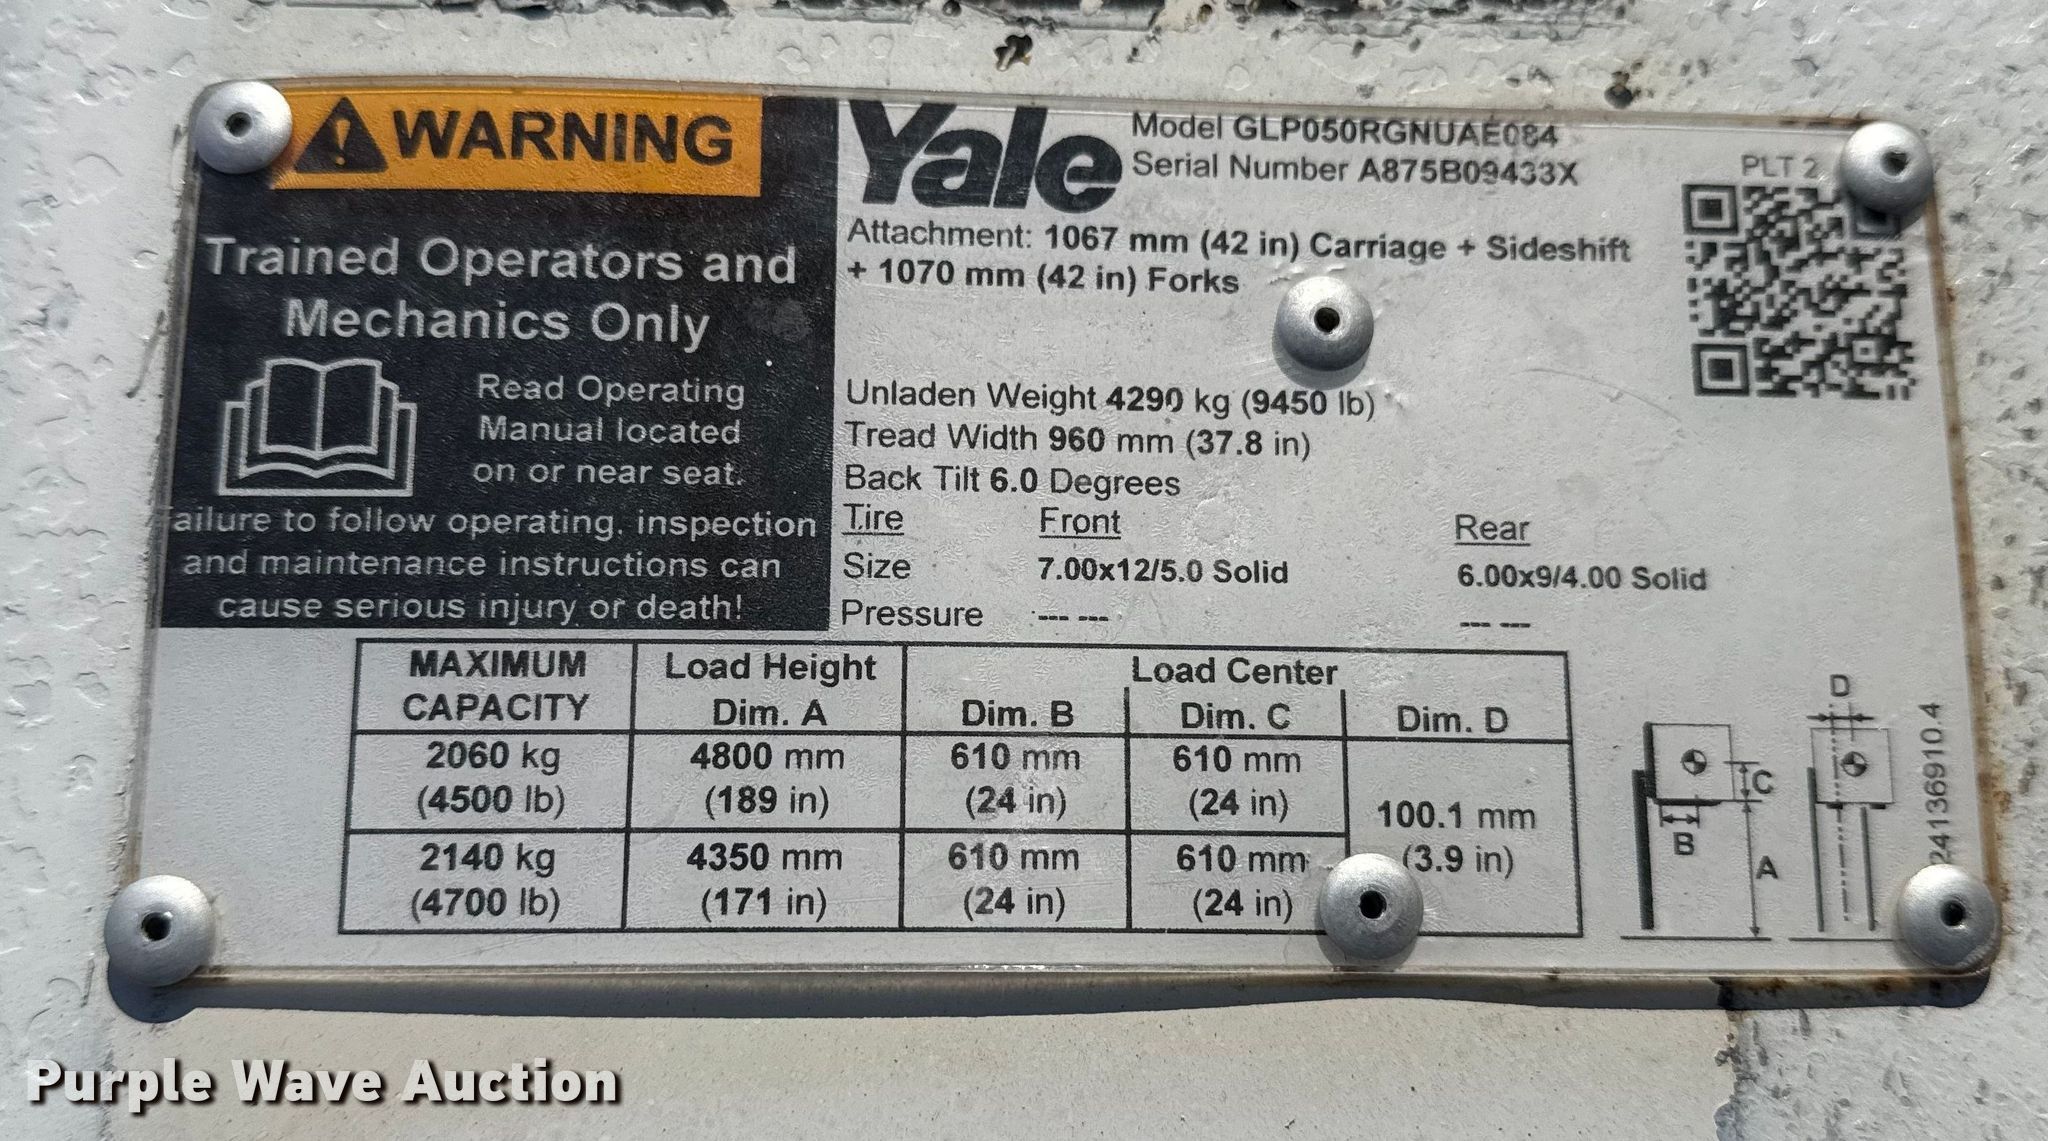 WARNING
Trained Operators and
Mechanics Only
Read Operating
Manual located
on or near seat.
Failure to follow operating, inspection
and maintenance instructions can
cause serious injury or death!
Yale
Model GLP050RGNUAE084
Serial Number A875B09433X
PLT 2
Attachment: 1067 mm (42 in) Carriage + Sideshift
+ 1070 mm (42 in) Forks
Unladen Weight 4290 kg (9450 lb)
Tread Width 960 mm (37.8 in)
Back Tilt 6.0 Degrees
Tire Front Rear
Size 7.00x12/5.0 Solid 6.00x9/4.00 Solid
Pressure --- --- --- ---
MAXIMUM CAPACITY Load Height Dim. A Load Center
Dim. B Dim. C Dim. D
2060 kg 4800 mm 610 mm 610 mm
(4500 lb) (189 in) (24 in) (24 in)
100.1 mm
(3.9 in)
2140 kg 4350 mm 610 mm 610 mm
(4700 lb) (171 in) (24 in) (24 in)
D
C
B
A
24136910.4
Purple Wave Auction